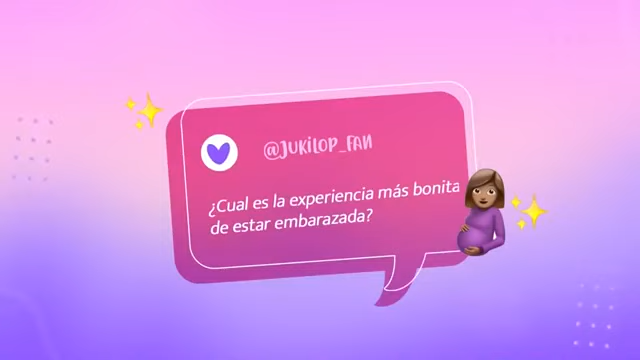 @JUKILOP_FAN
¿Cual es la experiencia más bonita
de estar embarazada?